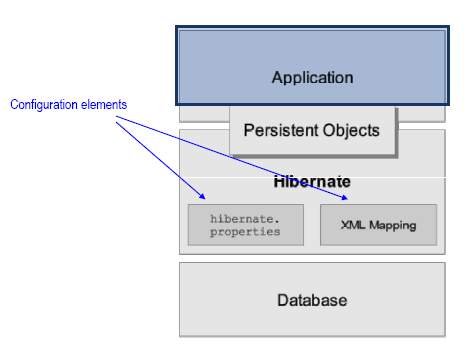 Application
Configuration elements
Persistent Objects
Hibernate
hibernate.
properties
XML Mapping
Database